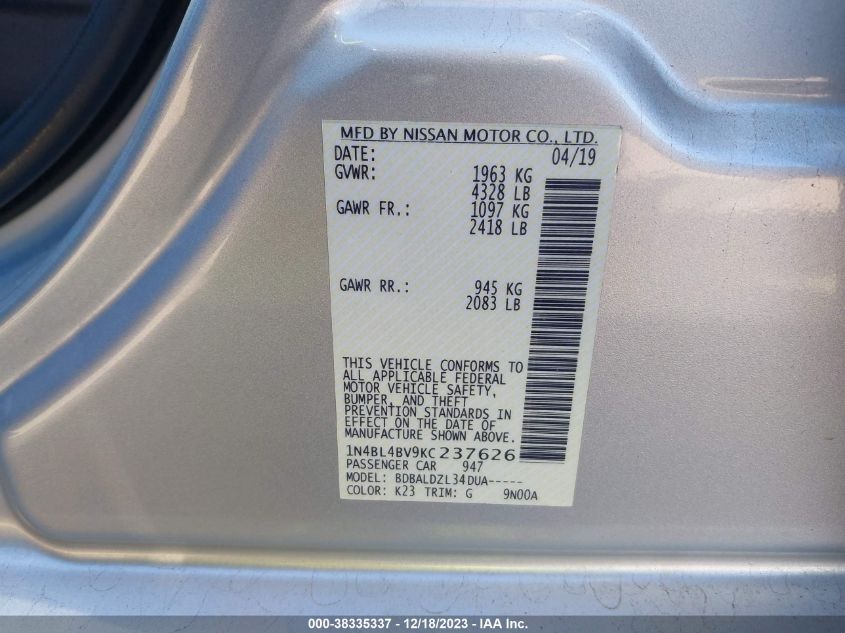 MFD BY NISSAN MOTOR CO., LTD.
DATE: 04/19
GVWR: 1963 KG
4328 LB
GAWR FR.: 1097 KG
2418 LB
GAWR RR.: 945 KG
2083 LB
THIS VEHICLE CONFORMS TO
ALL APPLICABLE FEDERAL
MOTOR VEHICLE SAFETY,
BUMPER, AND THEFT
PREVENTION STANDARDS IN
EFFECT ON THE DATE OF
MANUFACTURE SHOWN ABOVE.
1N4BL4BV9KC237626
PASSENGER CAR 947
MODEL: BDBALDZL34DUA-----
COLOR: K23 TRIM: G 9N00A
000-38335337 - 12/18/2023 - IAA Inc.